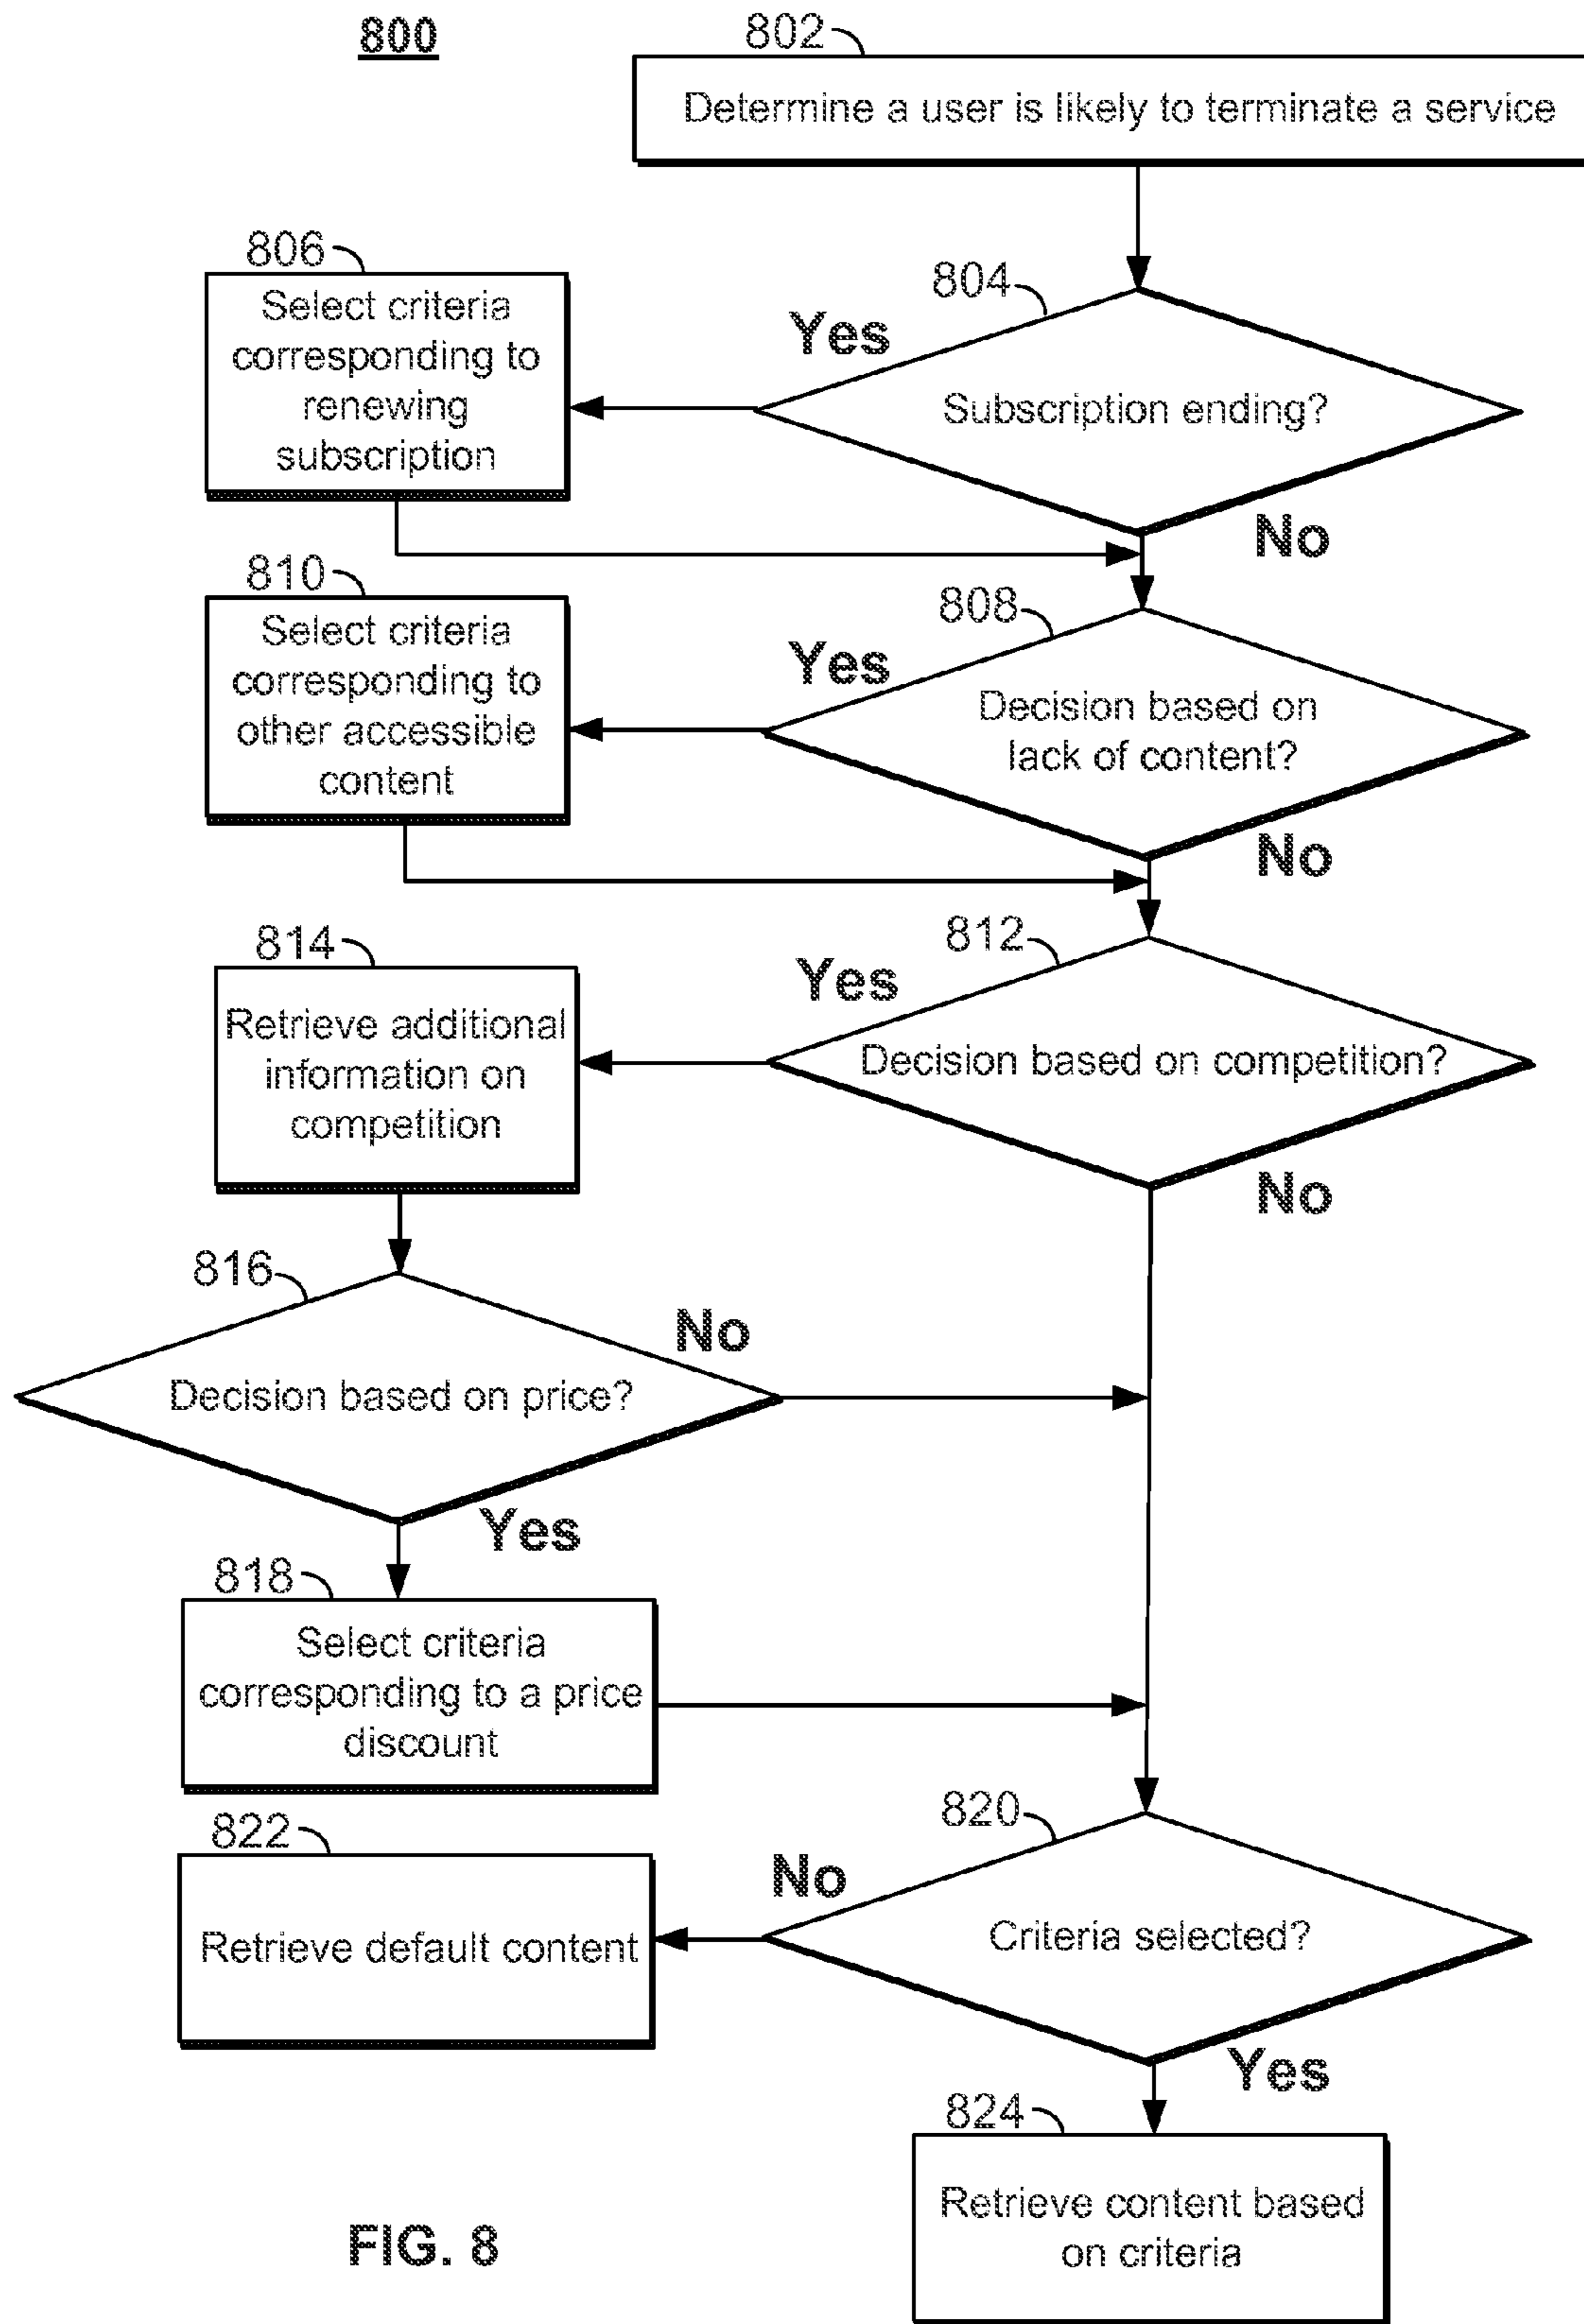 800
802
Determine a user is likely to terminate a service
806
Select criteria
corresponding to
renewing
subscription
804
Yes
Subscription ending?
No
810
Select criteria
corresponding to
other accessible
content
808
Yes
Decision based on
lack of content?
No
814
Retrieve additional
information on
competition
812
Yes
Decision based on competition?
No
816
No
Decision based on price?
Yes
818
Select criteria
corresponding to a price
discount
820
822
No
Retrieve default content
Criteria selected?
Yes
824
Retrieve content based
on criteria
FIG. 8